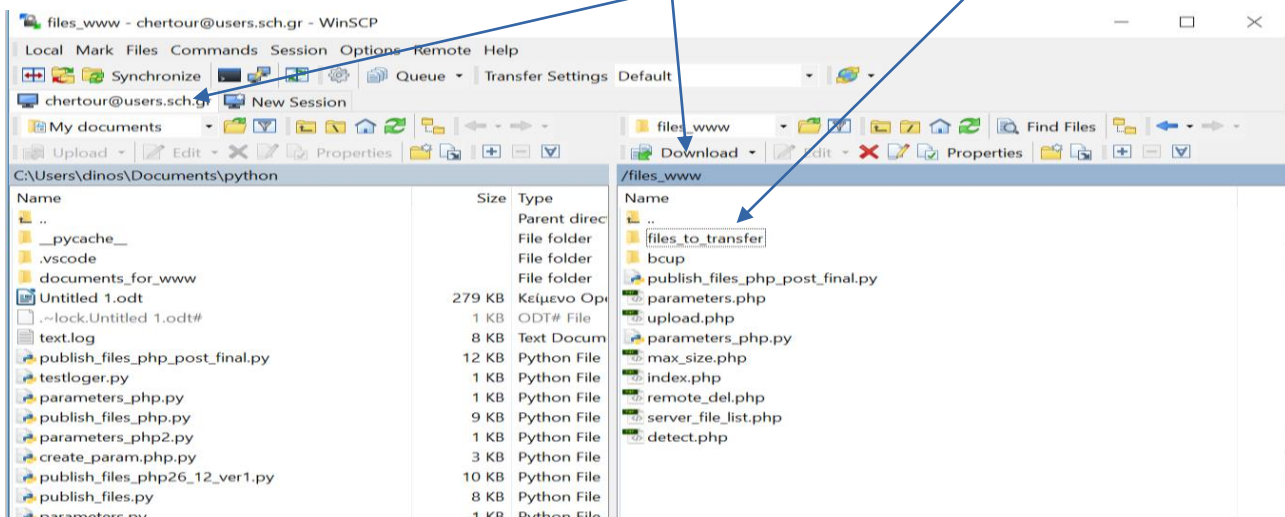 files_www - chertour@users.sch.gr - WinSCP
Local Mark Files Commands Session Options Remote Help
Synchronize Queue Transfer Settings Default
chertour@users.sch.gr New Session
My documents files_www Find Files
Upload Edit Properties Download Edit Properties
C:\Users\dinos\Documents\python /files_www
Name Size Type Name
.. Parent direc ..
__pycache__ File folder files_to_transfer
.vscode File folder bcup
documents_for_www File folder publish_files_php_post_final.py
Untitled 1.odt 279 KB Κείμενο Ope parameters.php
.~lock.Untitled 1.odt# 1 KB ODT# File upload.php
text.log 8 KB Text Docum parameters_php.py
publish_files_php_post_final.py 12 KB Python File max_size.php
testloger.py 1 KB Python File index.php
parameters_php.py 1 KB Python File remote_del.php
publish_files_php.py 9 KB Python File server_file_list.php
parameters_php2.py 1 KB Python File detect.php
create_param.php.py 3 KB Python File
publish_files_php26_12_ver1.py 10 KB Python File
publish_files.py 8 KB Python File
parameters.py 1 KB Python File